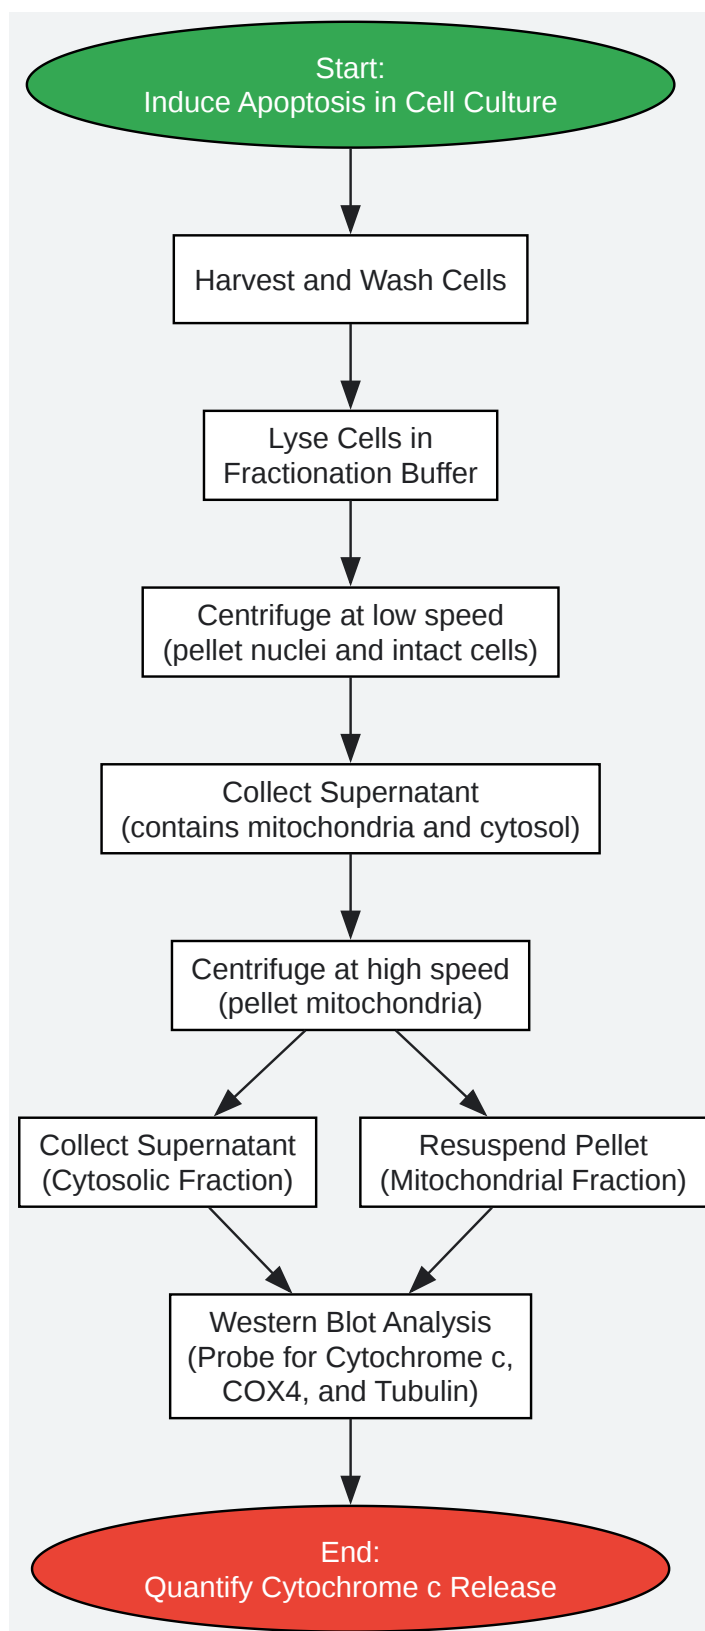 Start:
Induce Apoptosis in Cell Culture
Harvest and Wash Cells
Lyse Cells in
Fractionation Buffer
Centrifuge at low speed
(pellet nuclei and intact cells)
Collect Supernatant
(contains mitochondria and cytosol)
Centrifuge at high speed
(pellet mitochondria)
Collect Supernatant
(Cytosolic Fraction)
Resuspend Pellet
(Mitochondrial Fraction)
Western Blot Analysis
(Probe for Cytochrome c,
COX4, and Tubulin)
End:
Quantify Cytochrome c Release